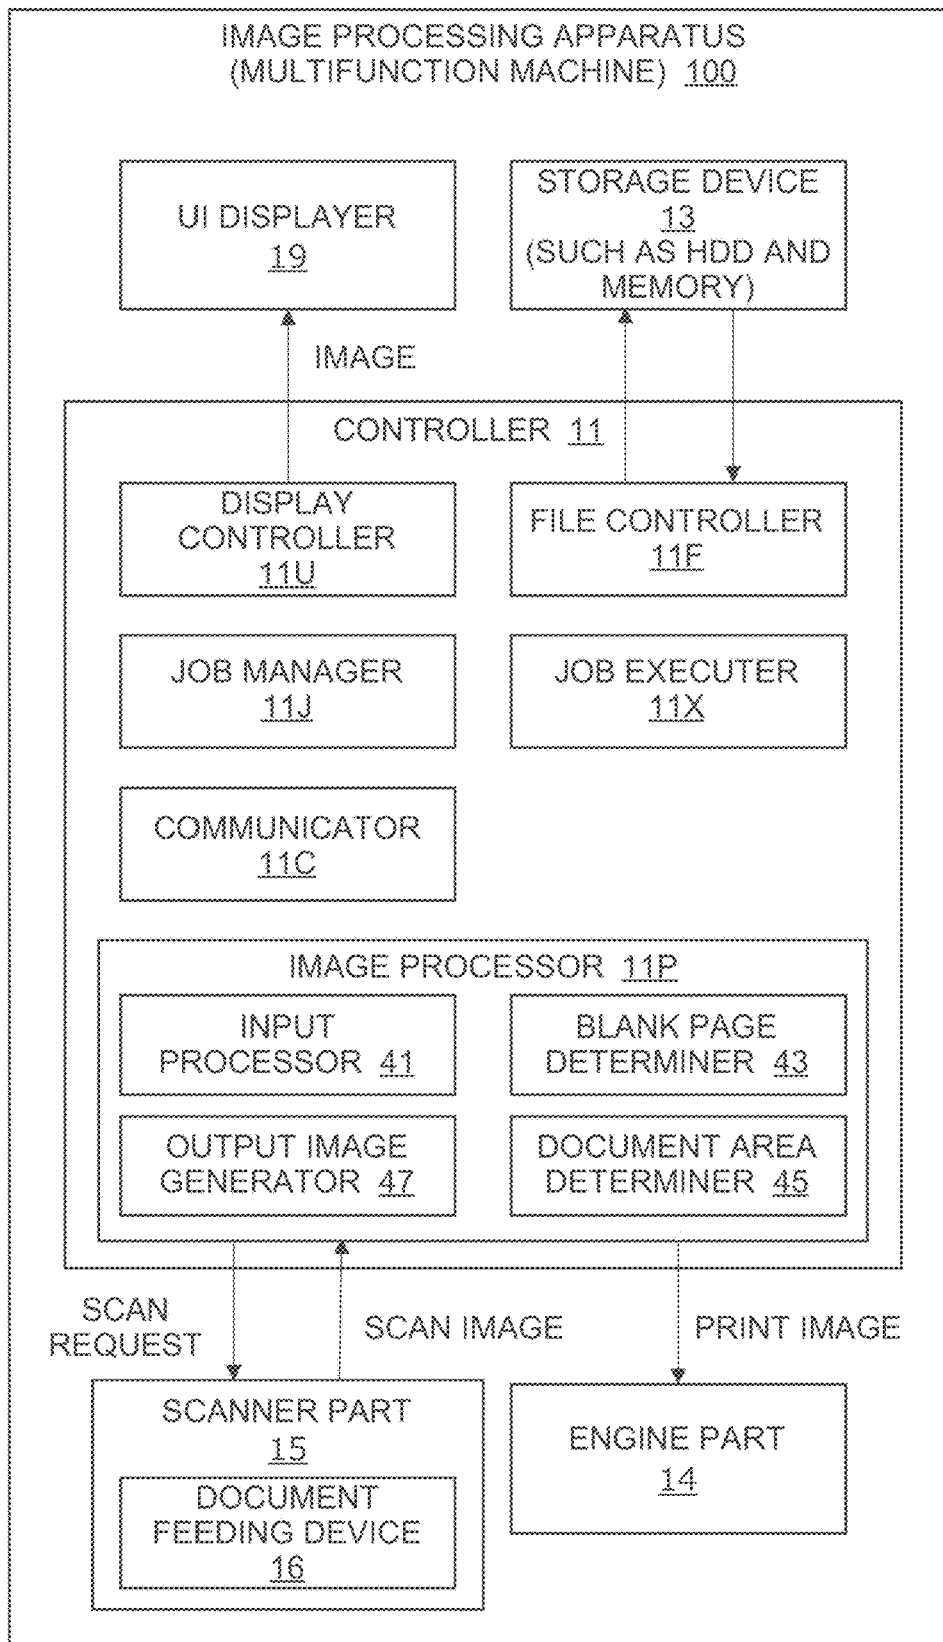 IMAGE PROCESSING APPARATUS
(MULTIFUNCTION MACHINE) 100
UI DISPLAYER
19
STORAGE DEVICE
13
(SUCH AS HDD AND
MEMORY)
IMAGE
CONTROLLER 11
DISPLAY
CONTROLLER
11U
FILE CONTROLLER
11F
JOB MANAGER
11J
JOB EXECUTER
11X
COMMUNICATOR
11C
IMAGE PROCESSOR 11P
INPUT
PROCESSOR 41
BLANK PAGE
DETERMINER 43
OUTPUT IMAGE
GENERATOR 47
DOCUMENT AREA
DETERMINER 45
SCAN
REQUEST
SCAN IMAGE
PRINT IMAGE
SCANNER PART
15
DOCUMENT
FEEDING DEVICE
16
ENGINE PART
14